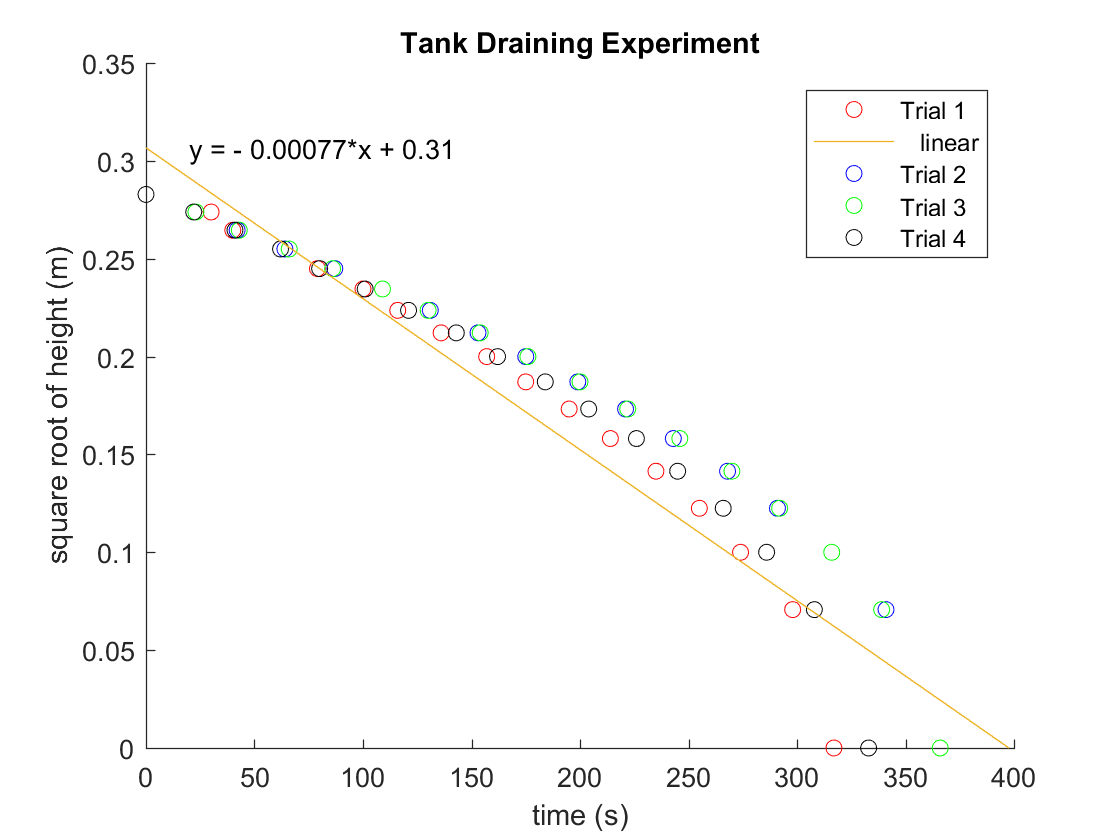 Tank Draining Experiment
0.35
0.3
0.25
0.2
0.15
0.1
0.05
0
square root of height (m)
y = - 0.00077*x + 0.31
Trial 1
linear
Trial 2
Trial 3
Trial 4
0 50 100 150 200 250 300 350 400
time (s)